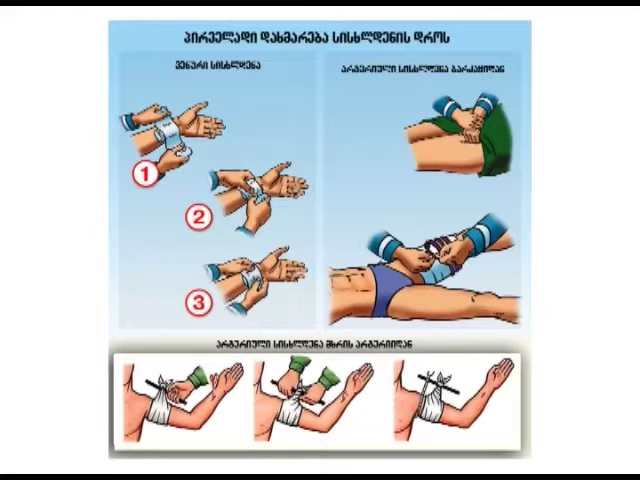 პირველადი დახმარება სისხლდენის დროს
ვენური სისხლდენა
არტერიული სისხლდენა ბარძაყიდან
1
2
3
არტერიული სისხლდენა მხრის არტერიიდან